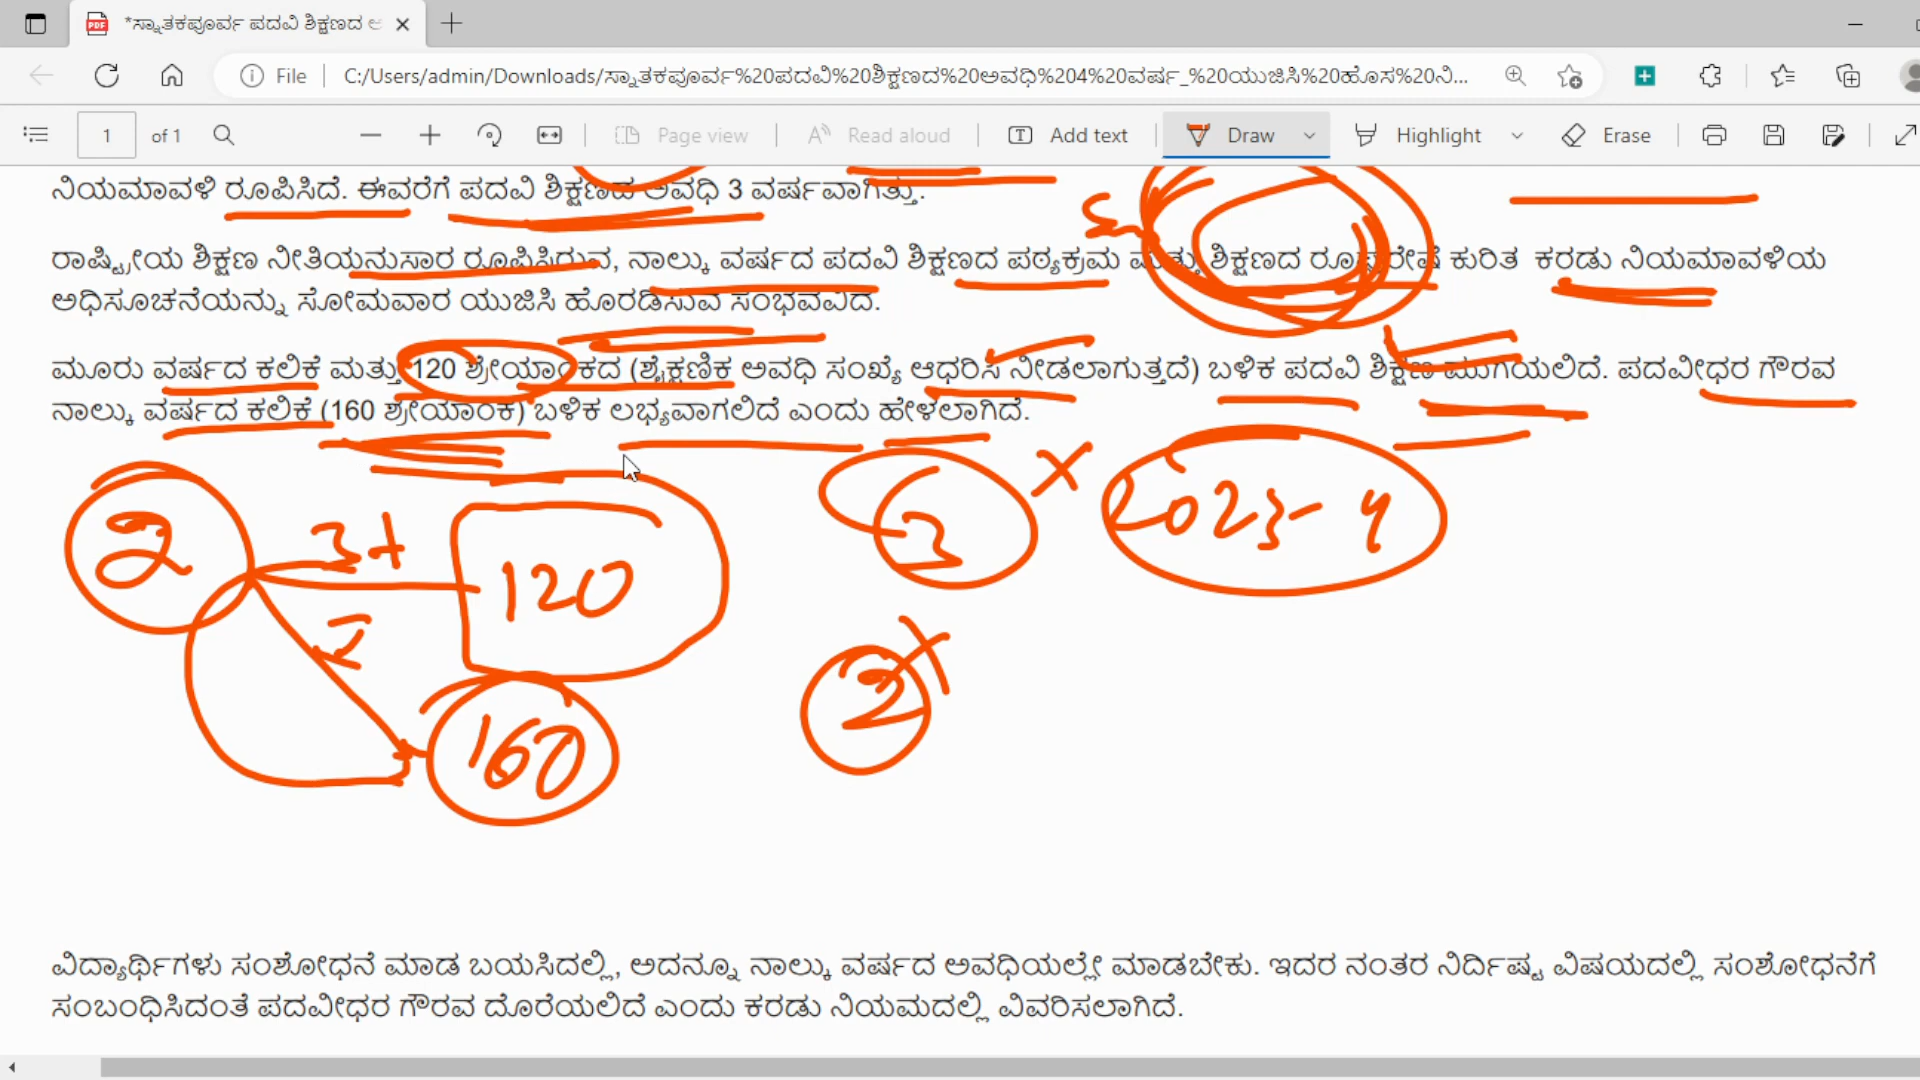 *ಸ್ನಾತಕಪೂರ್ವ ಪದವಿ ಶಿಕ್ಷಣದ ಅ
File C:/Users/admin/Downloads/ಸ್ನಾತಕಪೂರ್ವ%20ಪದವಿ%20ಶಿಕ್ಷಣದ%20ಅವಧಿ%204%20ವರ್ಷ_%20ಯುಜಿಸಿ%20ಹೊಸ%20ನಿ...
1 of 1 Page view Read aloud Add text Draw Highlight Erase
ನಿಯಮಾವಳಿ ರೂಪಿಸಿದೆ. ಈವರೆಗೆ ಪದವಿ ಶಿಕ್ಷಣದ ಅವಧಿ 3 ವರ್ಷವಾಗಿತ್ತು.
ರಾಷ್ಟ್ರೀಯ ಶಿಕ್ಷಣ ನೀತಿಯನುಸಾರ ರೂಪಿಸಿರುವ, ನಾಲ್ಕು ವರ್ಷದ ಪದವಿ ಶಿಕ್ಷಣದ ಪಠ್ಯಕ್ರಮ ಮತ್ತು ಶಿಕ್ಷಣದ ರೂಪುರೇಷೆ ಕುರಿತ ಕರಡು ನಿಯಮಾವಳಿಯ
ಅಧಿಸೂಚನೆಯನ್ನು ಸೋಮವಾರ ಯುಜಿಸಿ ಹೊರಡಿಸುವ ಸಂಭವವಿದೆ.
ಮೂರು ವರ್ಷದ ಕಲಿಕೆ ಮತ್ತು 120 ಶ್ರೇಯಾಂಕದ (ಶೈಕ್ಷಣಿಕ ಅವಧಿ ಸಂಖ್ಯೆ ಆಧರಿಸಿ ನೀಡಲಾಗುತ್ತದೆ) ಬಳಿಕ ಪದವಿ ಶಿಕ್ಷಣ ಮುಗಿಯಲಿದೆ. ಪದವೀಧರ ಗೌರವ
ನಾಲ್ಕು ವರ್ಷದ ಕಲಿಕೆ (160 ಶ್ರೇಯಾಂಕ) ಬಳಿಕ ಲಭ್ಯವಾಗಲಿದೆ ಎಂದು ಹೇಳಲಾಗಿದೆ.
2 3+ 120 3 x 2023-4
160 2 x
ವಿದ್ಯಾರ್ಥಿಗಳು ಸಂಶೋಧನೆ ಮಾಡ ಬಯಸಿದಲ್ಲಿ, ಅದನ್ನೂ ನಾಲ್ಕು ವರ್ಷದ ಅವಧಿಯಲ್ಲೇ ಮಾಡಬೇಕು. ಇದರ ನಂತರ ನಿರ್ದಿಷ್ಟ ವಿಷಯದಲ್ಲಿ ಸಂಶೋಧನೆಗೆ
ಸಂಬಂಧಿಸಿದಂತೆ ಪದವೀಧರ ಗೌರವ ದೊರೆಯಲಿದೆ ಎಂದು ಕರಡು ನಿಯಮದಲ್ಲಿ ವಿವರಿಸಲಾಗಿದೆ.